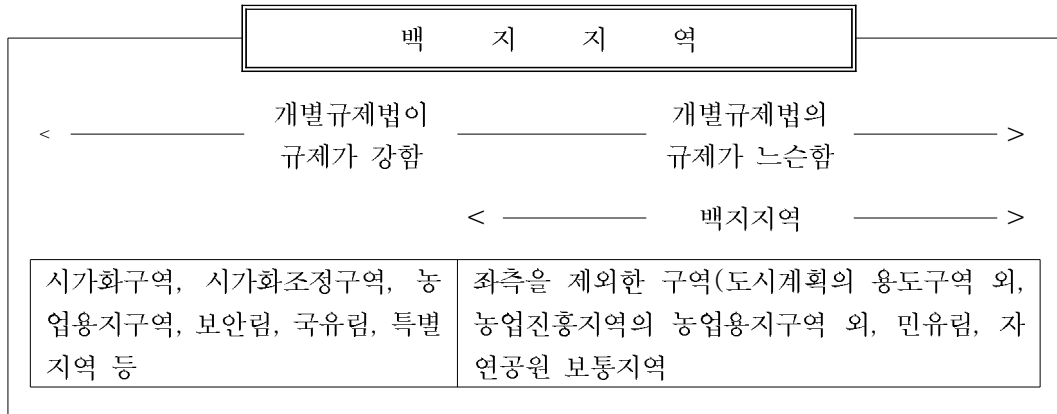 백 지 지 역
개별규제법이 개별규제법의
< >
규제가 강함 규제가 느슨함
< 백지지역 >
시가화구역, 시가화조정구역, 농
업용지구역, 보안림, 국유림, 특별
지역 등
좌측을 제외한 구역(도시계획의 용도구역 외,
농업진흥지역의 농업용지구역 외, 민유림, 자
연공원 보통지역